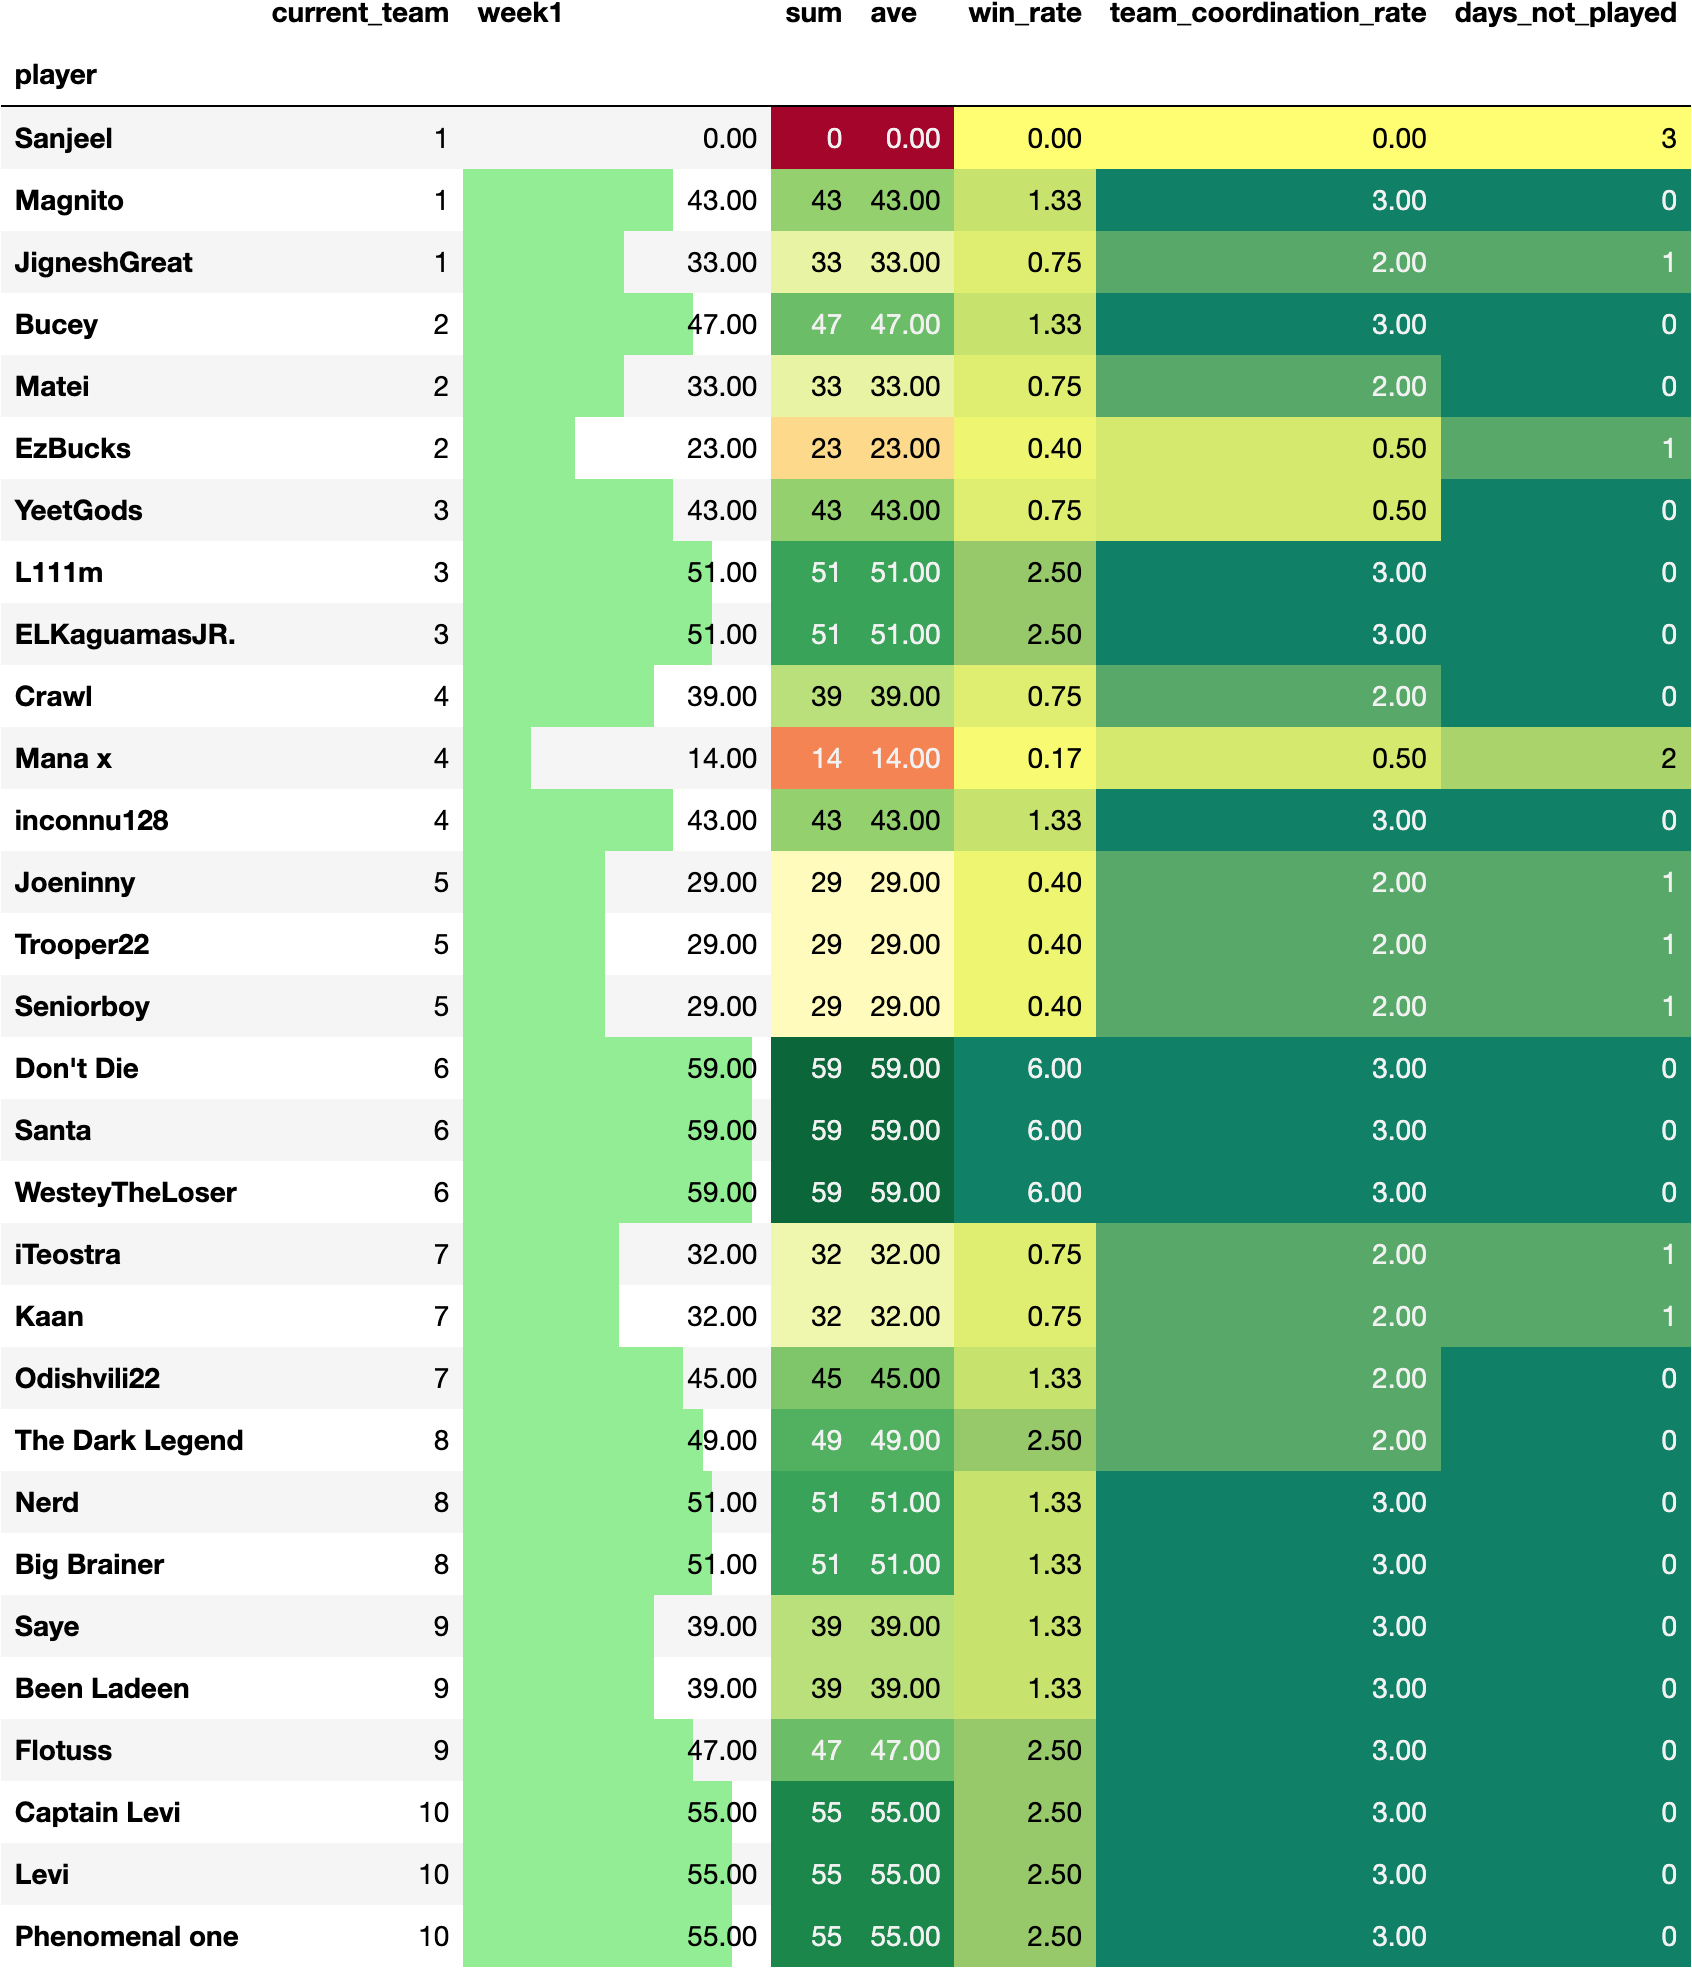 current_team week1 sum ave win_rate team_coordination_rate days_not_played
player
Sanjeel 1 0.00 0 0.00 0.00 0.00 3
Magnito 1 43.00 43 43.00 1.33 3.00 0
JigneshGreat 1 33.00 33 33.00 0.75 2.00 1
Bucey 2 47.00 47 47.00 1.33 3.00 0
Matei 2 33.00 33 33.00 0.75 2.00 0
EzBucks 2 23.00 23 23.00 0.40 0.50 1
YeetGods 3 43.00 43 43.00 0.75 0.50 0
L111m 3 51.00 51 51.00 2.50 3.00 0
ELKaguamasJR. 3 51.00 51 51.00 2.50 3.00 0
Crawl 4 39.00 39 39.00 0.75 2.00 0
Mana x 4 14.00 14 14.00 0.17 0.50 2
inconnu128 4 43.00 43 43.00 1.33 3.00 0
Joeninny 5 29.00 29 29.00 0.40 2.00 1
Trooper22 5 29.00 29 29.00 0.40 2.00 1
Seniorboy 5 29.00 29 29.00 0.40 2.00 1
Don't Die 6 59.00 59 59.00 6.00 3.00 0
Santa 6 59.00 59 59.00 6.00 3.00 0
WesteyTheLoser 6 59.00 59 59.00 6.00 3.00 0
iTeostra 7 32.00 32 32.00 0.75 2.00 1
Kaan 7 32.00 32 32.00 0.75 2.00 1
Odishvili22 7 45.00 45 45.00 1.33 2.00 0
The Dark Legend 8 49.00 49 49.00 2.50 2.00 0
Nerd 8 51.00 51 51.00 1.33 3.00 0
Big Brainer 8 51.00 51 51.00 1.33 3.00 0
Saye 9 39.00 39 39.00 1.33 3.00 0
Been Ladeen 9 39.00 39 39.00 1.33 3.00 0
Flotuss 9 47.00 47 47.00 2.50 3.00 0
Captain Levi 10 55.00 55 55.00 2.50 3.00 0
Levi 10 55.00 55 55.00 2.50 3.00 0
Phenomenal one 10 55.00 55 55.00 2.50 3.00 0